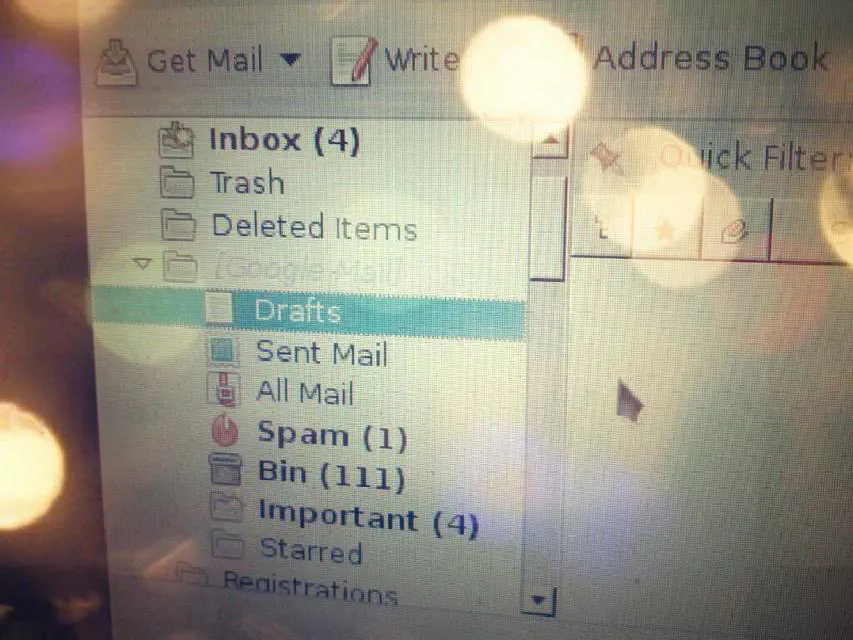 Get Mail Write Address Book
Inbox (4)
Quick Filter
Trash
Deleted Items
[Google Mail]
Drafts
Sent Mail
All Mail
Spam (1)
Bin (111)
Important (4)
Starred
Registrations